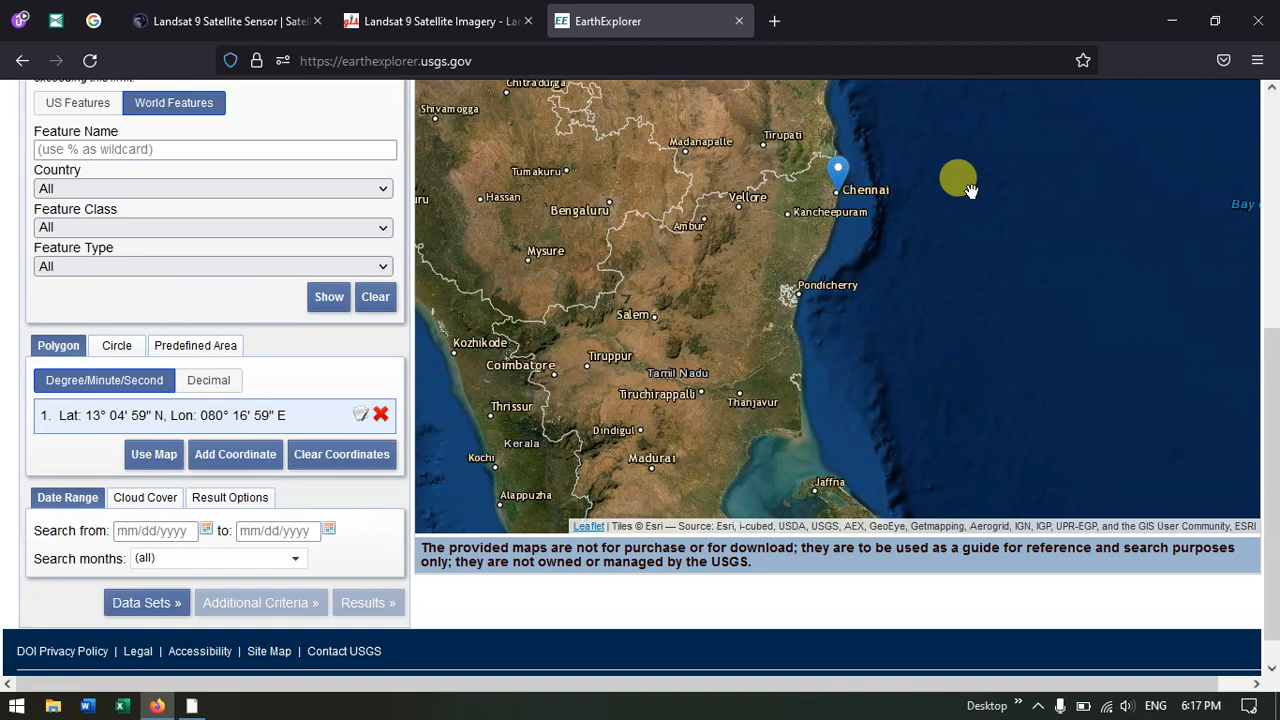 Landsat 9 Satellite Sensor | Satel
Landsat 9 Satellite Imagery - Lan
EE EarthExplorer
https://earthexplorer.usgs.gov
exceeding this limit.
US Features
World Features
Feature Name
(use % as wildcard)
Country
All
Feature Class
All
Feature Type
All
Show
Clear
Polygon
Circle
Predefined Area
Degree/Minute/Second
Decimal
1. Lat: 13° 04' 59" N, Lon: 080° 16' 59" E
Use Map
Add Coordinate
Clear Coordinates
Date Range
Cloud Cover
Result Options
Search from: mm/dd/yyyy to: mm/dd/yyyy
Search months: (all)
Data Sets »
Additional Criteria »
Results »
Chitradurga
Shivamogga
Madanapalle
Tirupati
Tumakuru
Chennai
Hassan
Bengaluru
Vellore
Kancheepuram
Ambur
Bay
Mysure
Pondicherry
Salem
Kozhikode
Tiruppur
Coimbatore
Tamil Nadu
Tiruchirappalli
Thanjavur
Thrissur
Dindigul
Kerala
Kochi
Madurai
Jaffna
Alappuzha
Leaflet | Tiles © Esri — Source: Esri, i-cubed, USDA, USGS, AEX, GeoEye, Getmapping, Aerogrid, IGN, IGP, UPR-EGP, and the GIS User Community, ESRI
The provided maps are not for purchase or for download; they are to be used as a guide for reference and search purposes
only; they are not owned or managed by the USGS.
DOI Privacy Policy | Legal | Accessibility | Site Map | Contact USGS
Desktop
ENG
6:17 PM